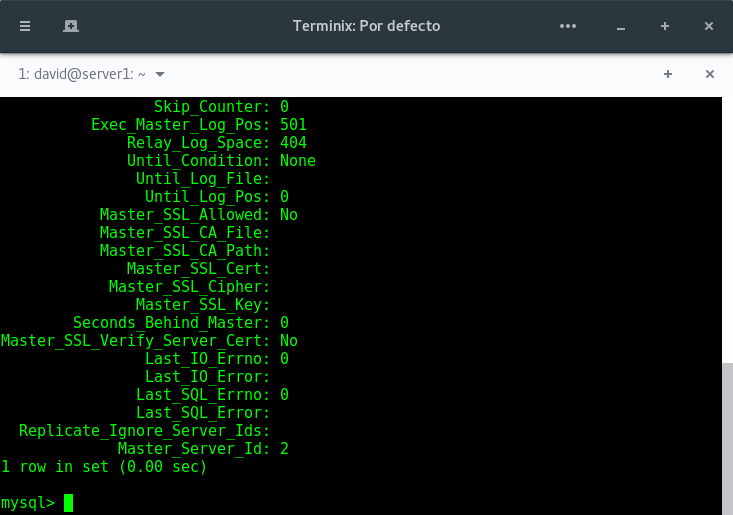 Terminix: Por defecto
1: david@server1: ~
Skip_Counter: 0
Exec_Master_Log_Pos: 501
Relay_Log_Space: 404
Until_Condition: None
Until_Log_File:
Until_Log_Pos: 0
Master_SSL_Allowed: No
Master_SSL_CA_File:
Master_SSL_CA_Path:
Master_SSL_Cert:
Master_SSL_Cipher:
Master_SSL_Key:
Seconds_Behind_Master: 0
Master_SSL_Verify_Server_Cert: No
Last_IO_Errno: 0
Last_IO_Error:
Last_SQL_Errno: 0
Last_SQL_Error:
Replicate_Ignore_Server_Ids:
Master_Server_Id: 2
1 row in set (0.00 sec)
mysql>